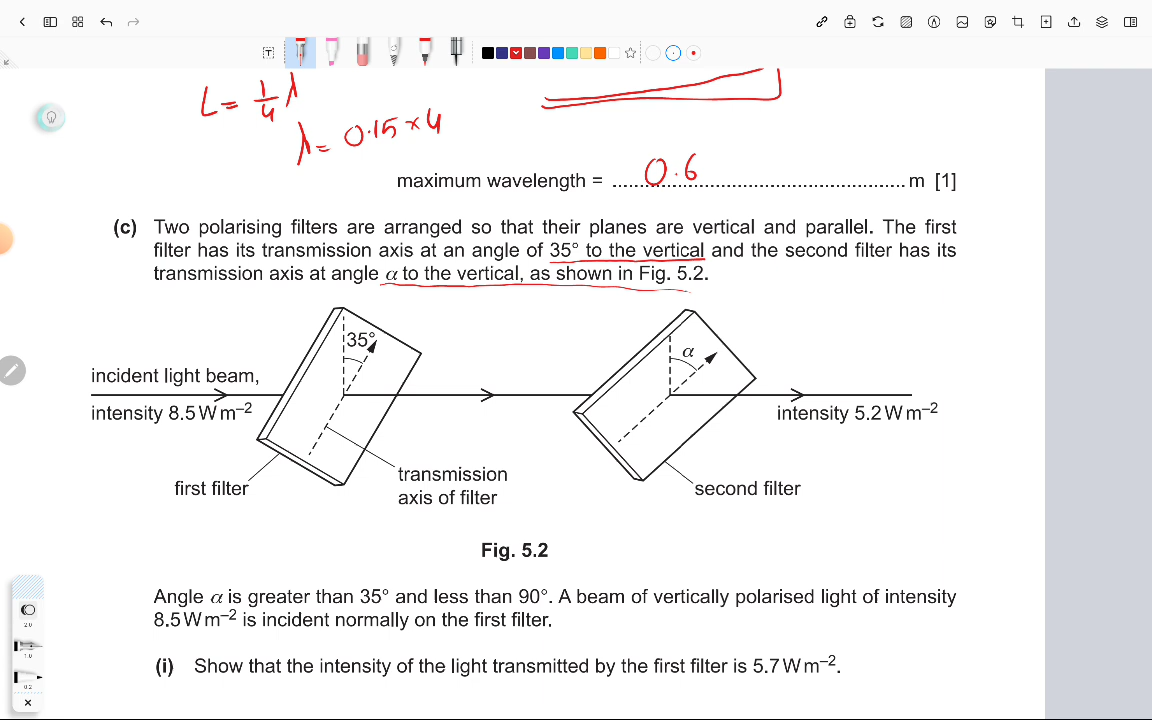 L = 1/4 λ
λ = 0.15 × 4
maximum wavelength = 0.6 m [1]
(c) Two polarising filters are arranged so that their planes are vertical and parallel. The first
filter has its transmission axis at an angle of 35° to the vertical and the second filter has its
transmission axis at angle α to the vertical, as shown in Fig. 5.2.
35°
α
incident light beam,
intensity 8.5 W m⁻²
intensity 5.2 W m⁻²
first filter
transmission
axis of filter
second filter
Fig. 5.2
Angle α is greater than 35° and less than 90°. A beam of vertically polarised light of intensity
8.5 W m⁻² is incident normally on the first filter.
(i) Show that the intensity of the light transmitted by the first filter is 5.7 W m⁻².
2.0
1.0
0.2